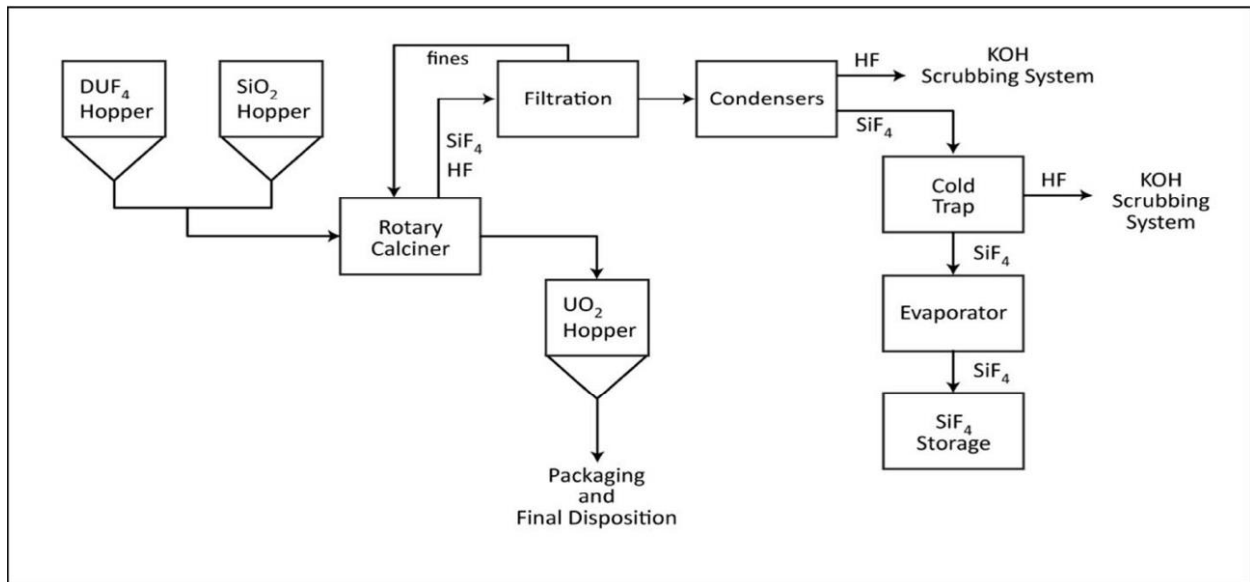 DUF₄
Hopper
SiO₂
Hopper
fines
SiF₄
HF
Filtration
Condensers
HF
KOH
Scrubbing System
SiF₄
Cold
Trap
HF
KOH
Scrubbing
System
Rotary
Calciner
SiF₄
UO₂
Hopper
Evaporator
SiF₄
SiF₄
Storage
Packaging
and
Final Disposition